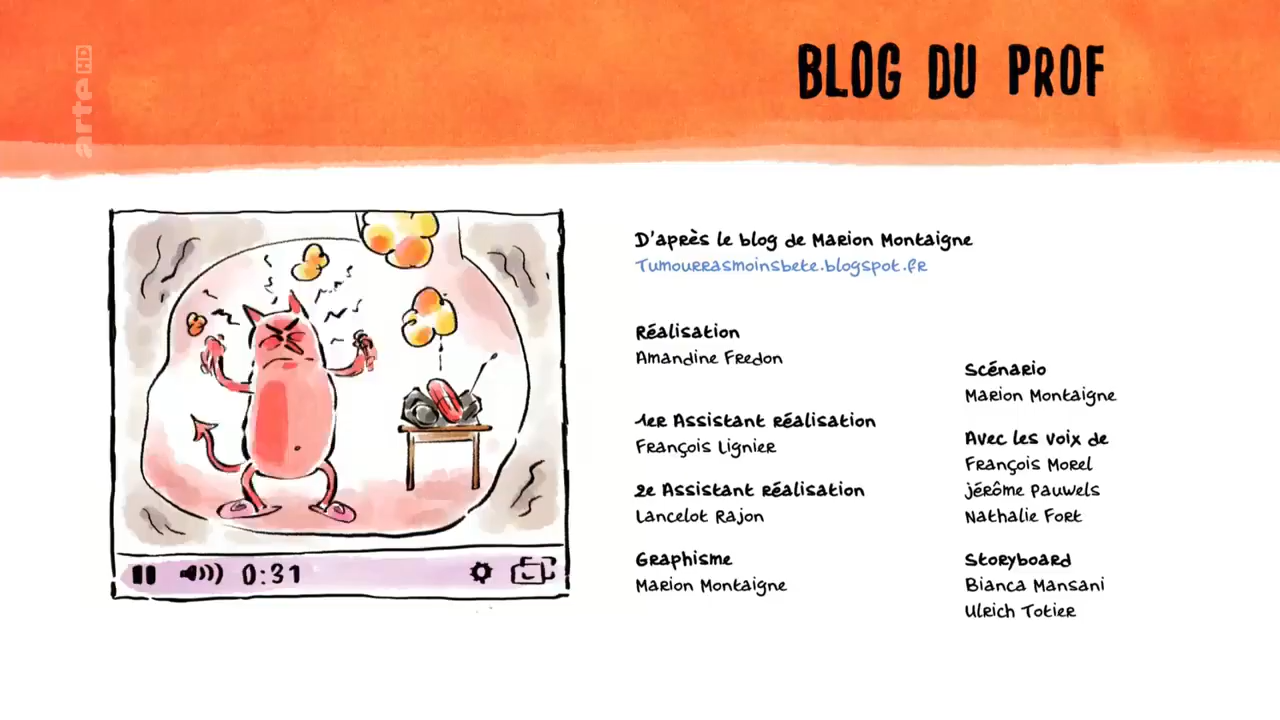 arte HD
BLOG DU PROF
D'après le blog de Marion Montaigne
Tumourrasmoinsbete.blogspot.fr
Réalisation
Amandine Fredon
1er Assistant réalisation
François Lignier
2e Assistant réalisation
Lancelot Rajon
Graphisme
Marion Montaigne
Scénario
Marion Montaigne
Avec les voix de
François Morel
jérôme Pauwels
Nathalie Fort
Storyboard
Bianca Mansani
Ulrich Totier
0:31